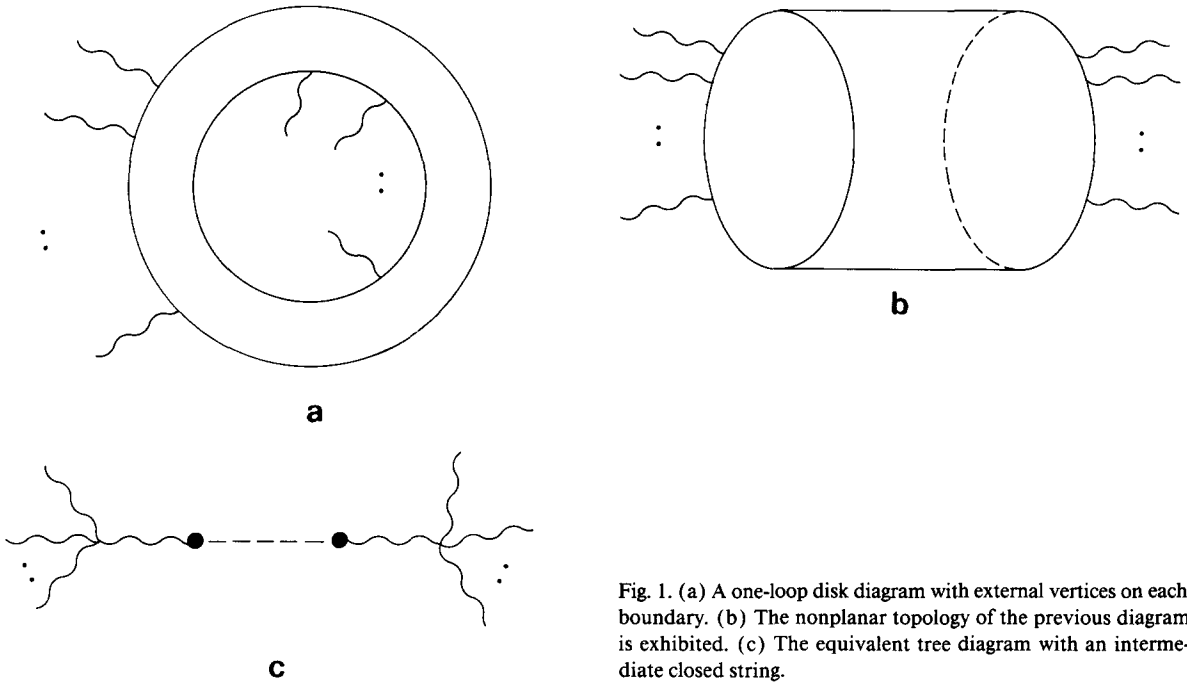 a
b
c
Fig. 1. (a) A one-loop disk diagram with external vertices on each
boundary. (b) The nonplanar topology of the previous diagram
is exhibited. (c) The equivalent tree diagram with an interme-
diate closed string.